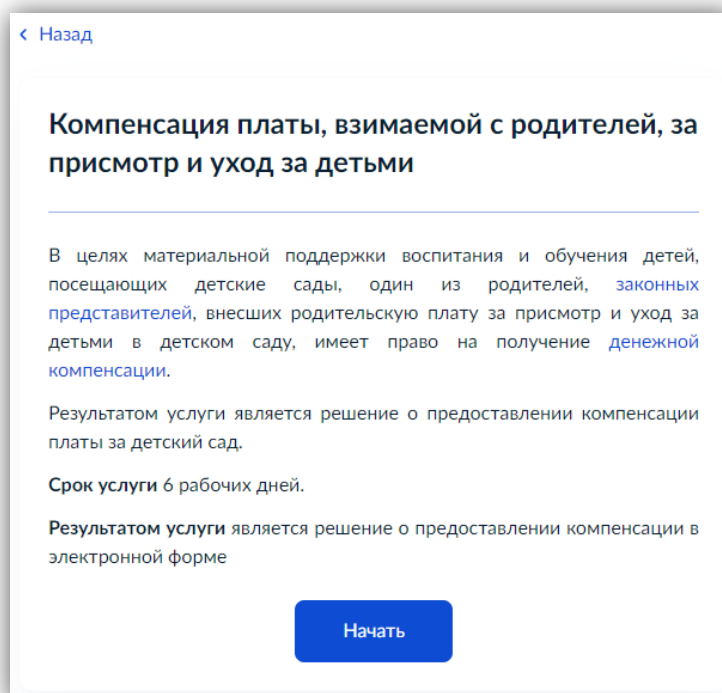 Назад
Компенсация платы, взимаемой с родителей, за
присмотр и уход за детьми
В целях материальной поддержки воспитания и обучения детей,
посещающих детские сады, один из родителей, законных
представителей, внесших родительскую плату за присмотр и уход за
детьми в детском саду, имеет право на получение денежной
компенсации.
Результатом услуги является решение о предоставлении компенсации
платы за детский сад.
Срок услуги 6 рабочих дней.
Результатом услуги является решение о предоставлении компенсации в
электронной форме
Начать